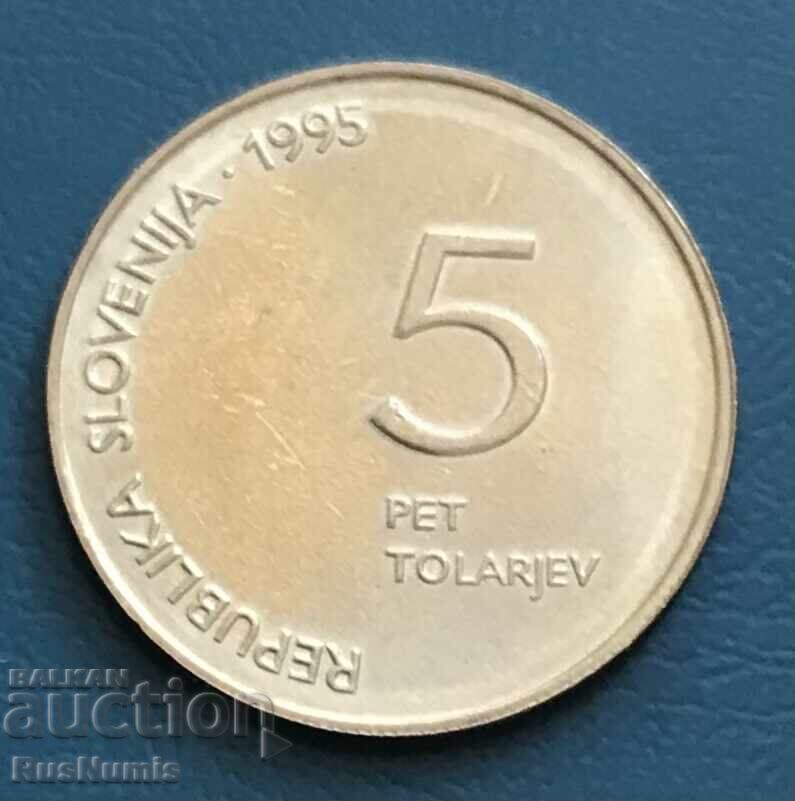 REPUBLIKA SLOVENIJA · 1995
5
PET
TOLARJEV
BALKAN
auction
RusNumis